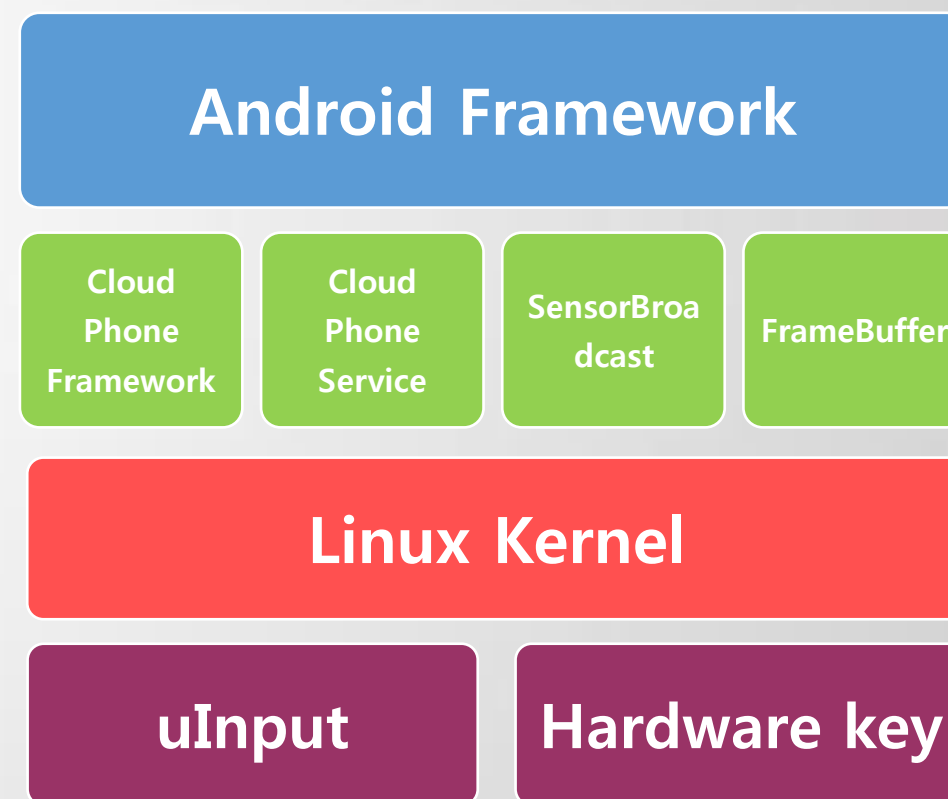 Android Framework
Cloud
Phone
Framework
Cloud
Phone
Service
SensorBroa
dcast
FrameBuffer
Linux Kernel
uInput
Hardware key